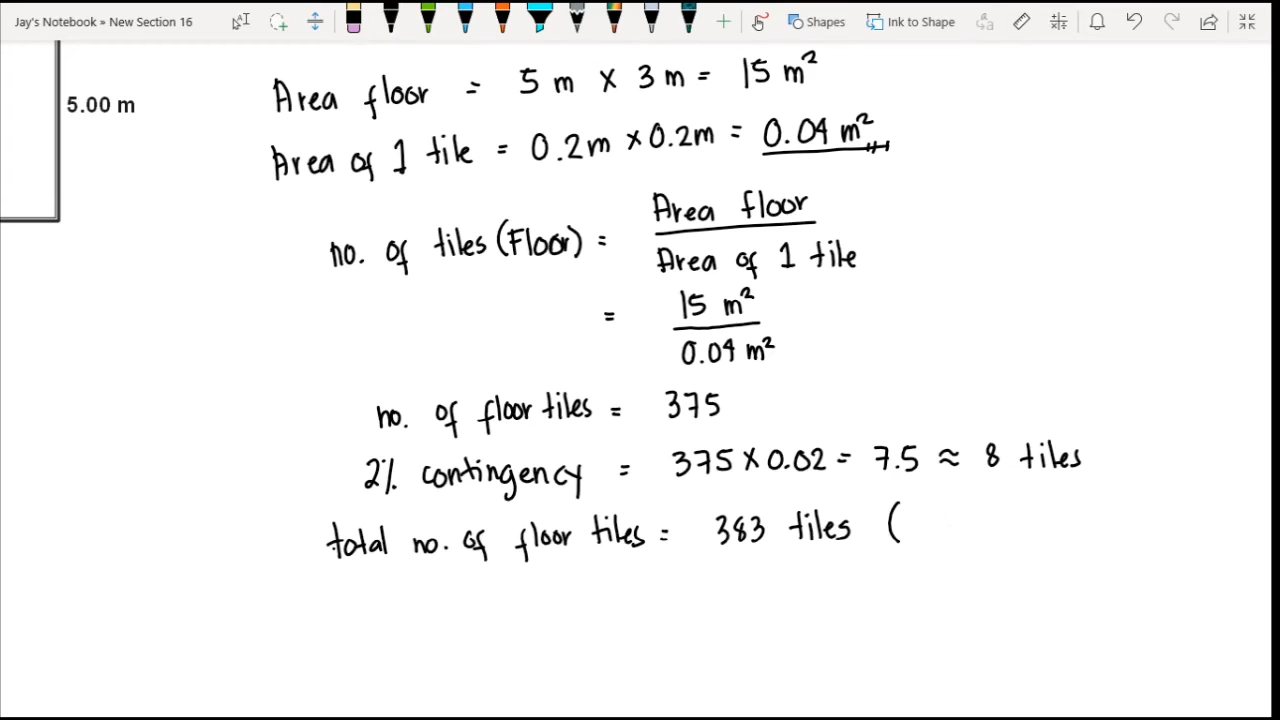 Jay's Notebook » New Section 16
Shapes
Ink to Shape
5.00 m
Area floor = 5 m x 3 m = 15 m²
Area of 1 tile = 0.2m x 0.2m = 0.04 m²
no. of tiles (Floor) = Area floor
Area of 1 tile
= 15 m²
0.04 m²
no. of floor tiles = 375
2% contingency = 375 x 0.02 = 7.5 ≈ 8 tiles
total no. of floor tiles = 383 tiles (